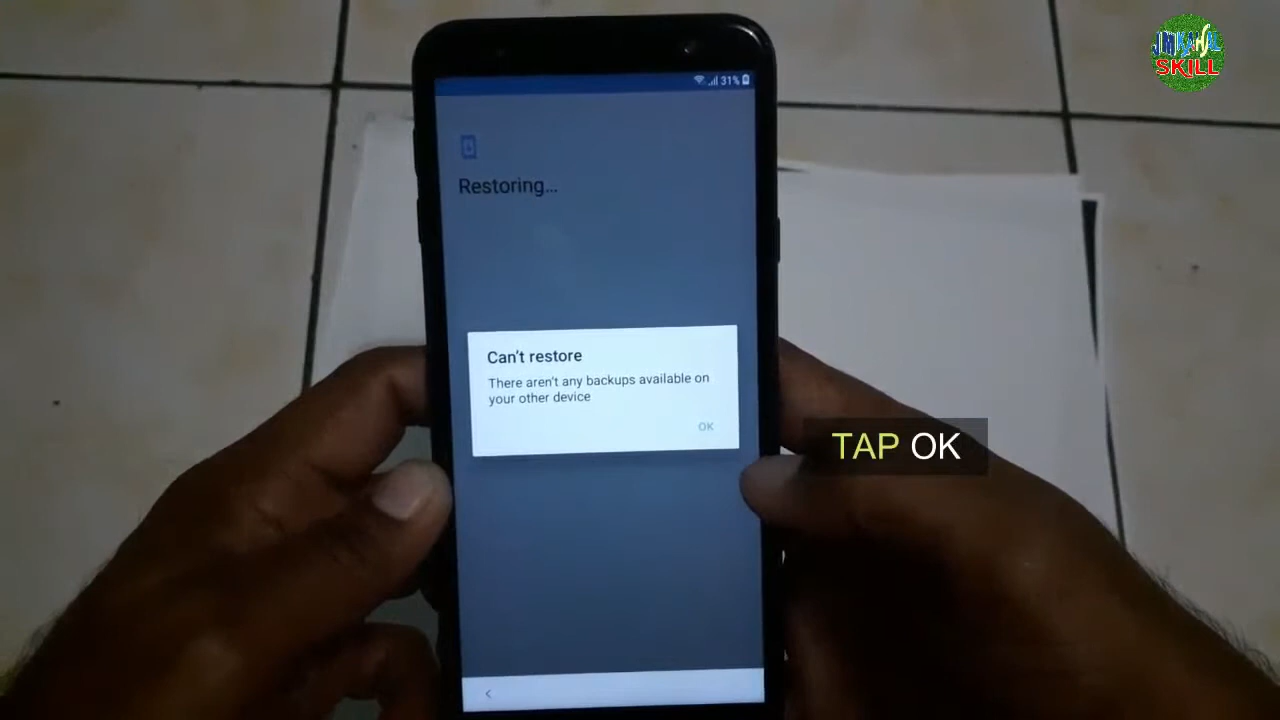 31%
Restoring...
Can't restore
There aren't any backups available on
your other device
OK
TAP OK
SKILL